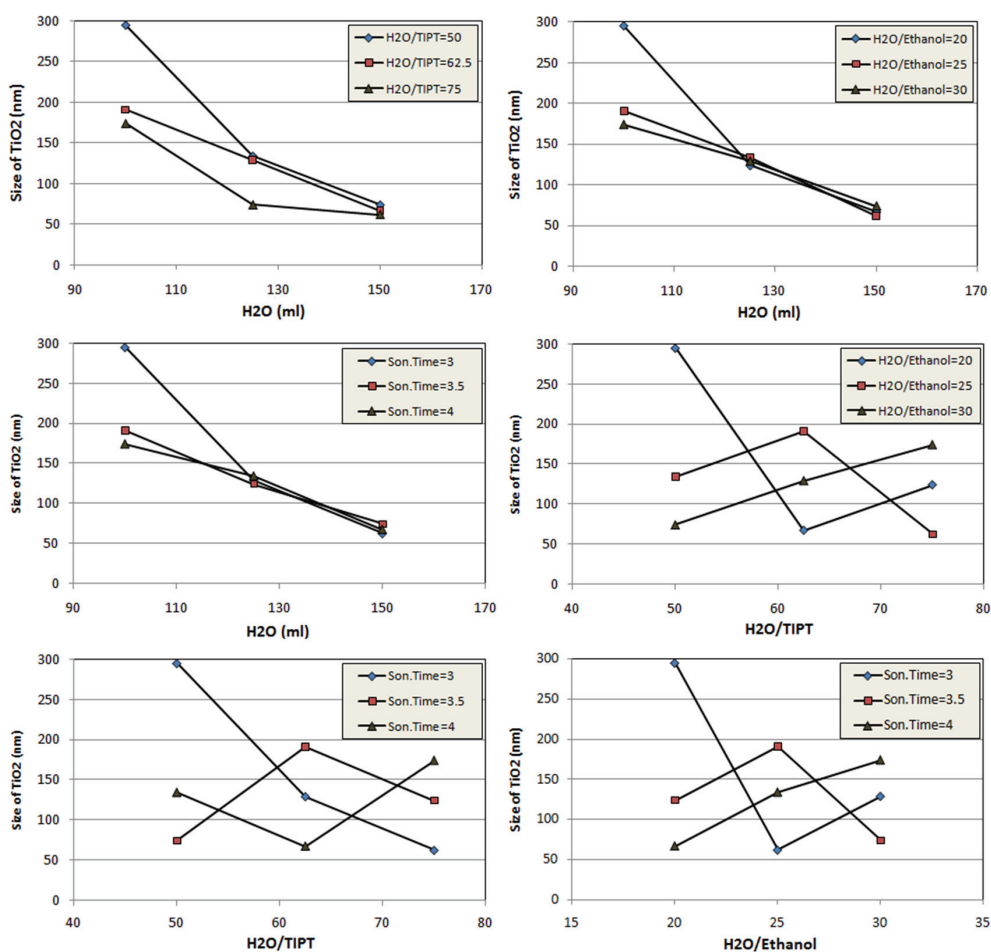 300
250
200
150
100
50
0
90
110
130
150
170
Size of TiO2 (nm)
H2O (ml)
H2O/TIPT=50
H2O/TIPT=62.5
H2O/TIPT=75
300
250
200
150
100
50
0
90
110
130
150
170
Size of TiO2 (nm)
H2O (ml)
H2O/Ethanol=20
H2O/Ethanol=25
H2O/Ethanol=30
300
250
200
150
100
50
0
90
110
130
150
170
Size of TiO2 (nm)
H2O (ml)
Son.Time=3
Son.Time=3.5
Son.Time=4
300
250
200
150
100
50
0
40
50
60
70
80
Size of TiO2 (nm)
H2O/TIPT
H2O/Ethanol=20
H2O/Ethanol=25
H2O/Ethanol=30
300
250
200
150
100
50
0
40
50
60
70
80
Size of TiO2 (nm)
H2O/TIPT
Son.Time=3
Son.Time=3.5
Son.Time=4
300
250
200
150
100
50
0
15
20
25
30
35
Size of TiO2 (nm)
H2O/Ethanol
Son.Time=3
Son.Time=3.5
Son.Time=4